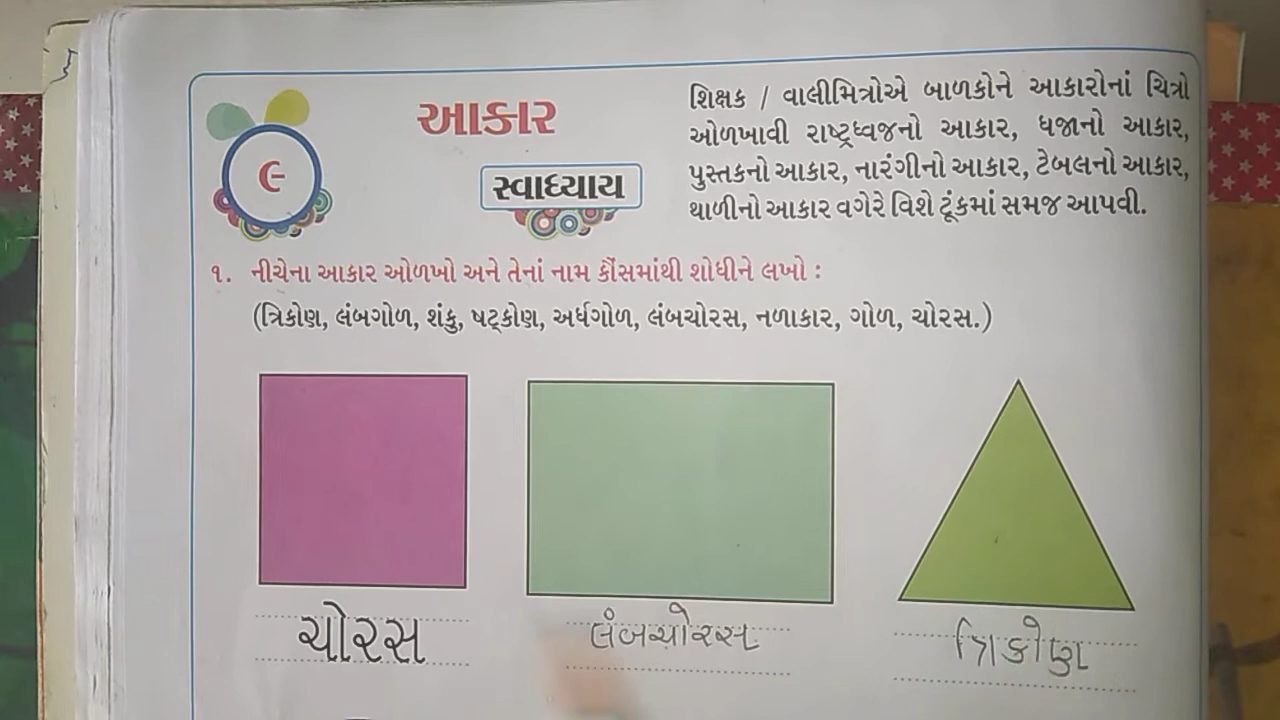 ૯
આકાર
સ્વાધ્યાય
શિક્ષક / વાલીમિત્રોએ બાળકોને આકારોનાં ચિત્રો
ઓળખાવી રાષ્ટ્રધ્વજનો આકાર, ધજાનો આકાર,
પુસ્તકનો આકાર, નારંગીનો આકાર, ટેબલનો આકાર,
થાળીનો આકાર વગેરે વિશે ટૂંકમાં સમજ આપવી.
૧. નીચેના આકાર ઓળખો અને તેનાં નામ કૌંસમાંથી શોધીને લખો :
(ત્રિકોણ, લંબગોળ, શંકુ, ષટ્કોણ, અર્ધગોળ, લંબચોરસ, નળાકાર, ગોળ, ચોરસ.)
ચોરસ લંબચોરસ ત્રિકોણ